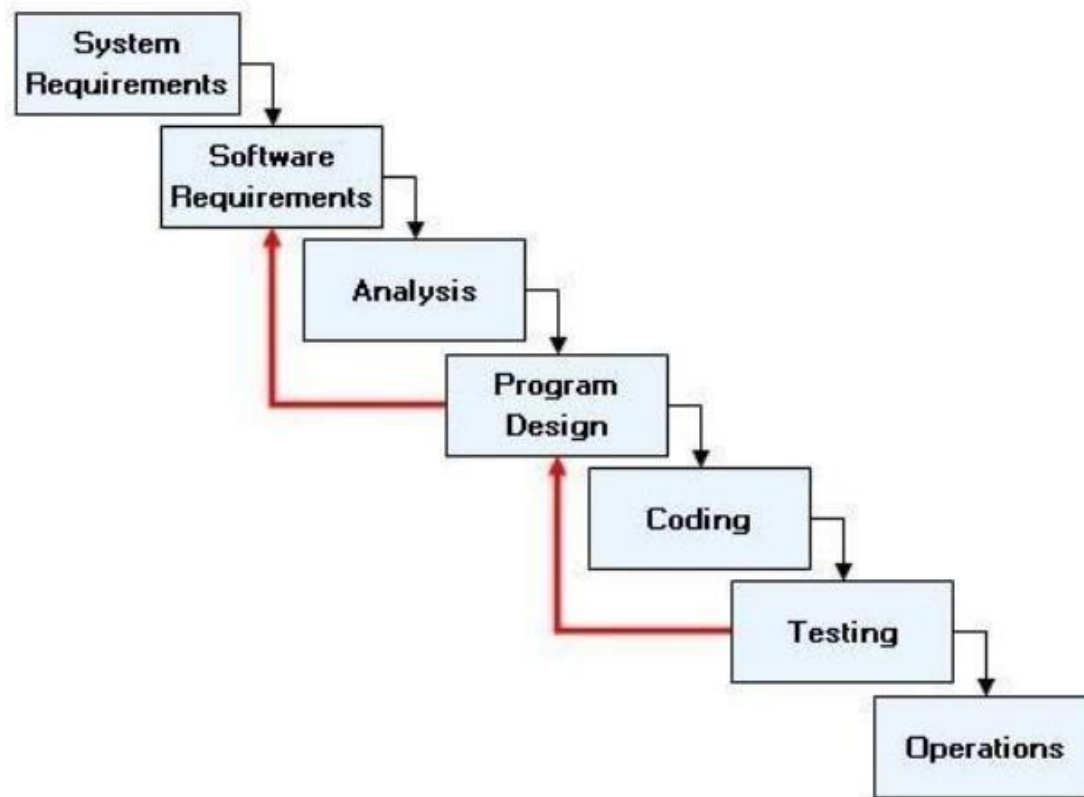 System
Requirements
Software
Requirements
Analysis
Program
Design
Coding
Testing
Operations